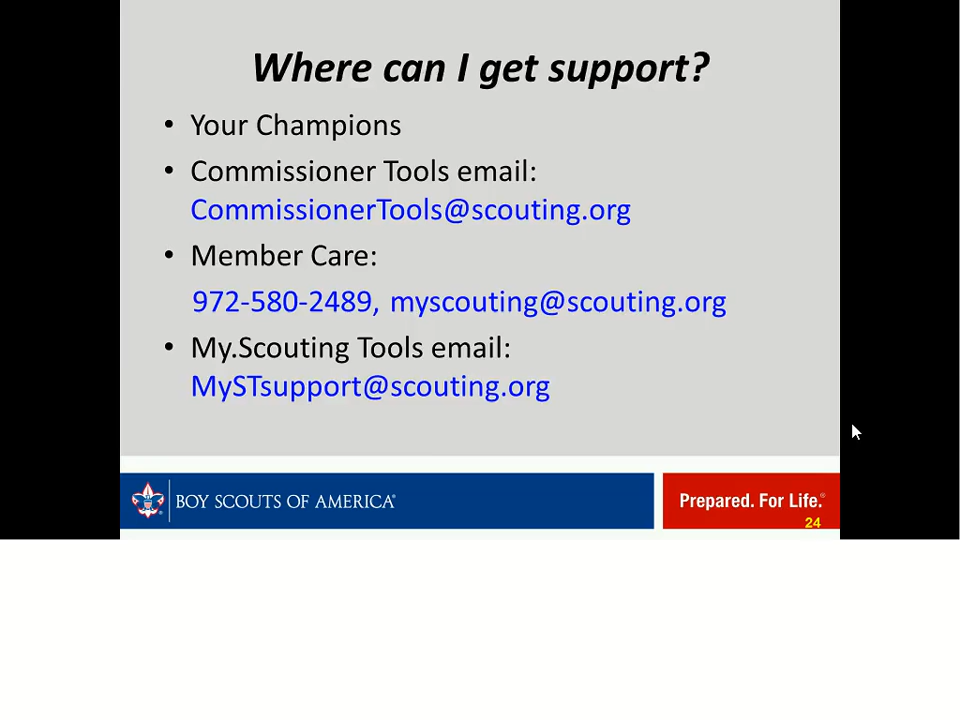 Where can I get support?
• Your Champions
• Commissioner Tools email:
CommissionerTools@scouting.org
• Member Care:
972-580-2489, myscouting@scouting.org
• My.Scouting Tools email:
MySTsupport@scouting.org
BOY SCOUTS OF AMERICA®
Prepared. For Life.®
24